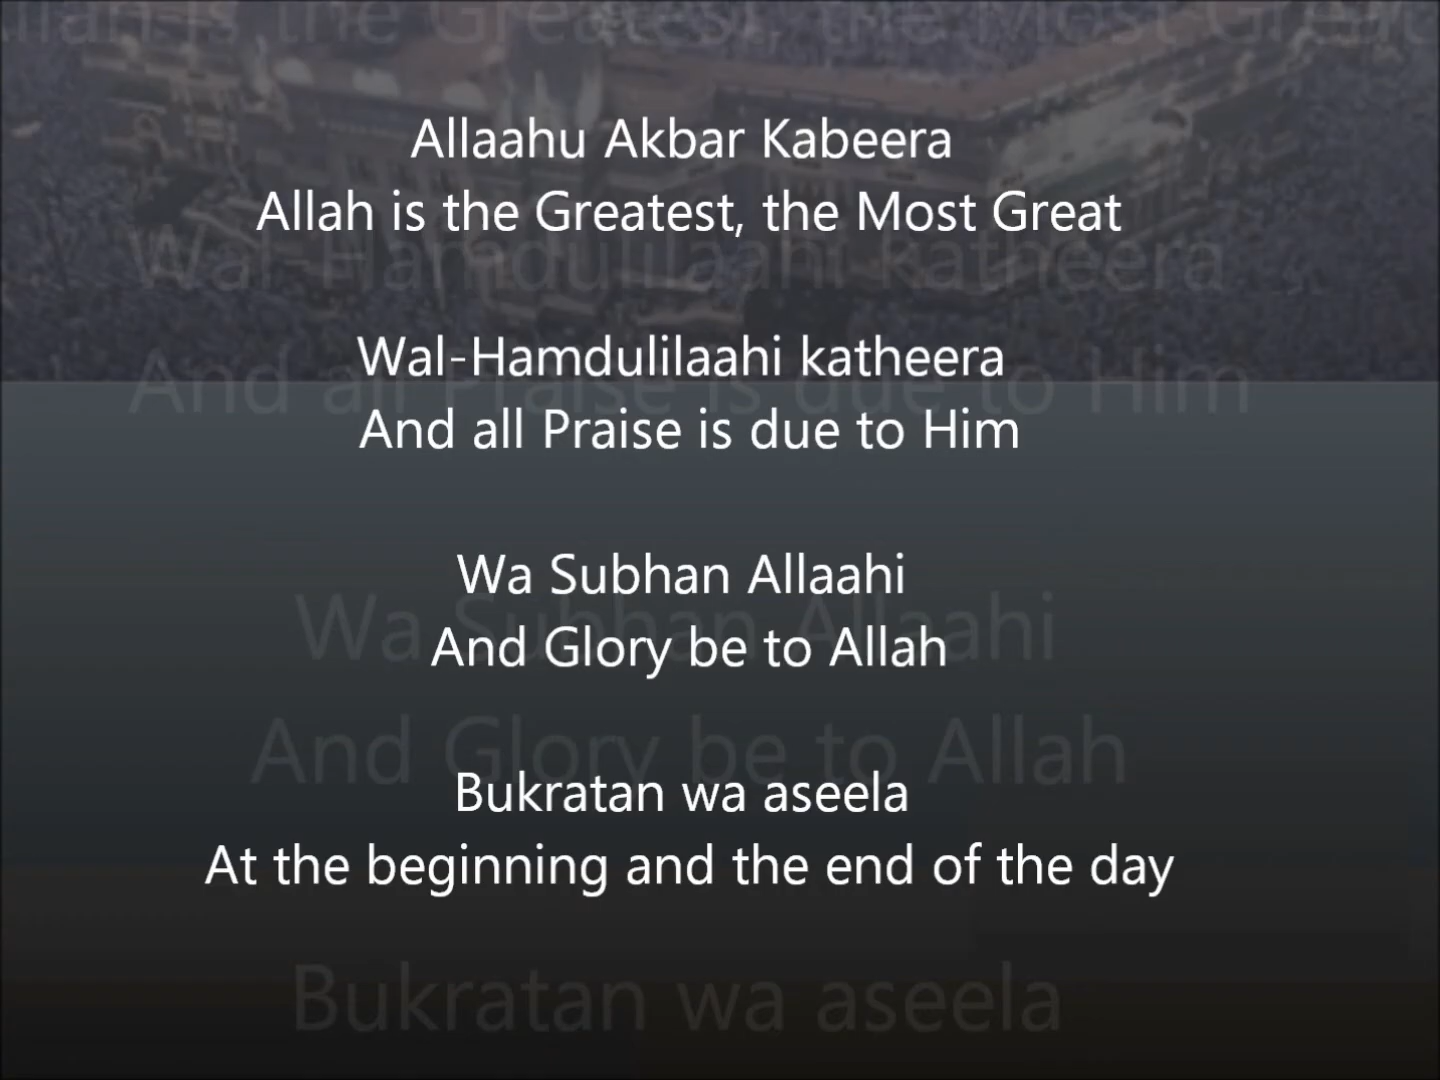 Allaahu Akbar Kabeera
Allah is the Greatest, the Most Great
Wal-Hamdulilaahi katheera
And all Praise is due to Him
Wa Subhan Allaahi
And Glory be to Allah
Bukratan wa aseela
At the beginning and the end of the day